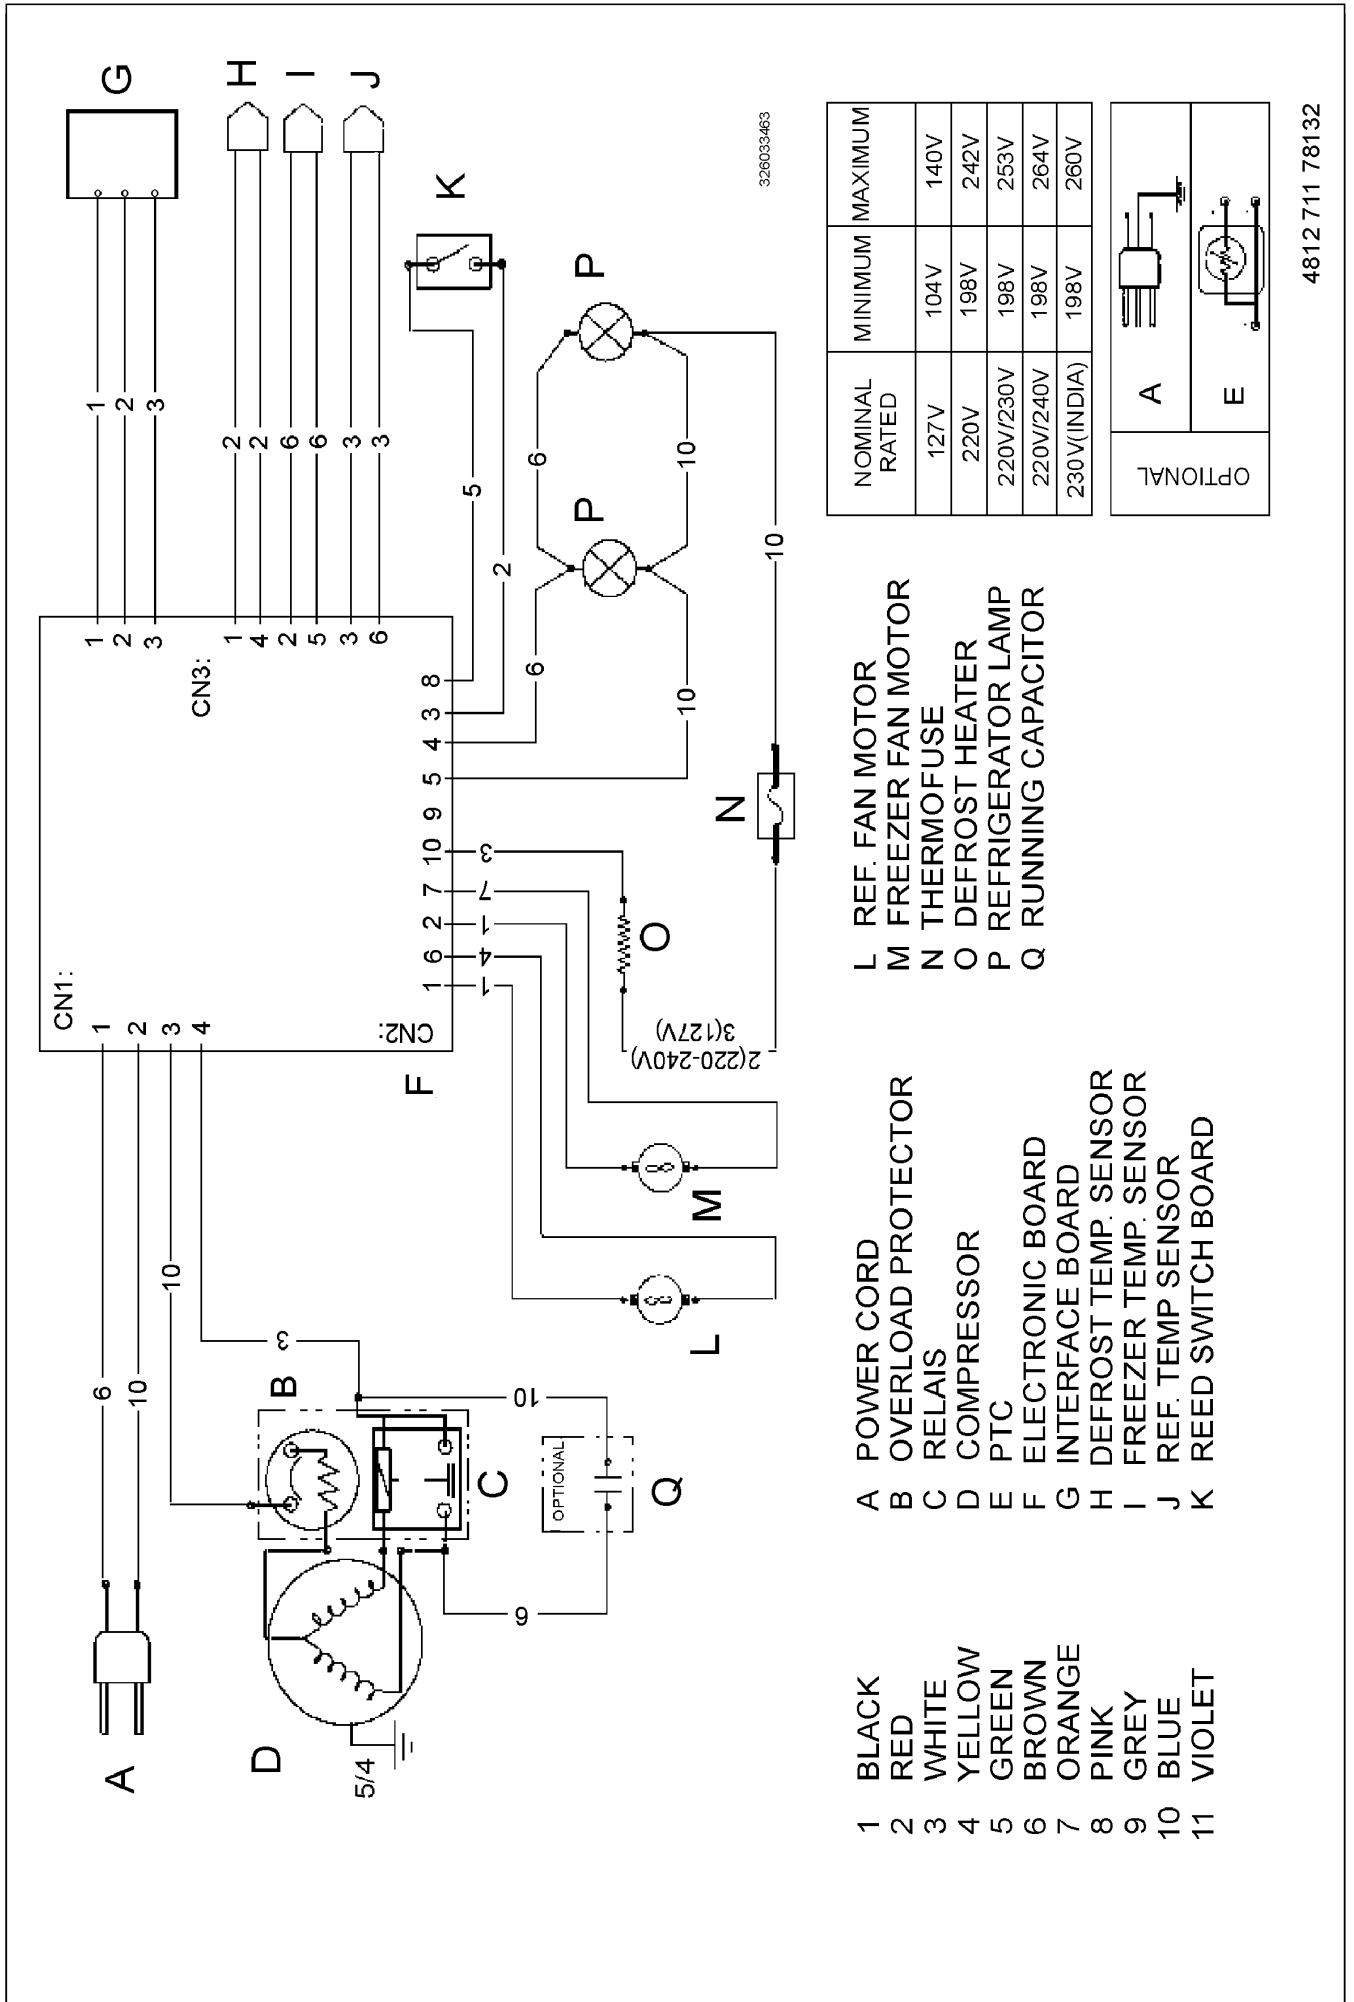 G
H
I
J
K
1
2
3
2
2
6
6
3
3
5
2
1
2
3
CN3:
1
4
2
5
3
6
CN1:
1
2
3
4
CN2:
1
6
2
7
10
9
5
4
3
8
F
6
10
10
3
A
B
C
D
5/4
OPTIONAL
Q
10
6
1
4
1
7
3
L
M
O
N
2(220-240V)
3(127V)
6
10
6
10
P
P
10
326033463
NOMINAL RATED MINIMUM MAXIMUM
127V 104V 140V
220V 198V 242V
220V/230V 198V 253V
220V/240V 198V 264V
230V(INDIA) 198V 260V
OPTIONAL
A
E
4812 711 78132
1 BLACK
2 RED
3 WHITE
4 YELLOW
5 GREEN
6 BROWN
7 ORANGE
8 PINK
9 GREY
10 BLUE
11 VIOLET
A POWER CORD
B OVERLOAD PROTECTOR
C RELAIS
D COMPRESSOR
E PTC
F ELECTRONIC BOARD
G INTERFACE BOARD
H DEFROST TEMP. SENSOR
I FREEZER TEMP. SENSOR
J REF. TEMP SENSOR
K REED SWITCH BOARD
L REF. FAN MOTOR
M FREEZER FAN MOTOR
N THERMOFUSE
O DEFROST HEATER
P REFRIGERATOR LAMP
Q RUNNING CAPACITOR